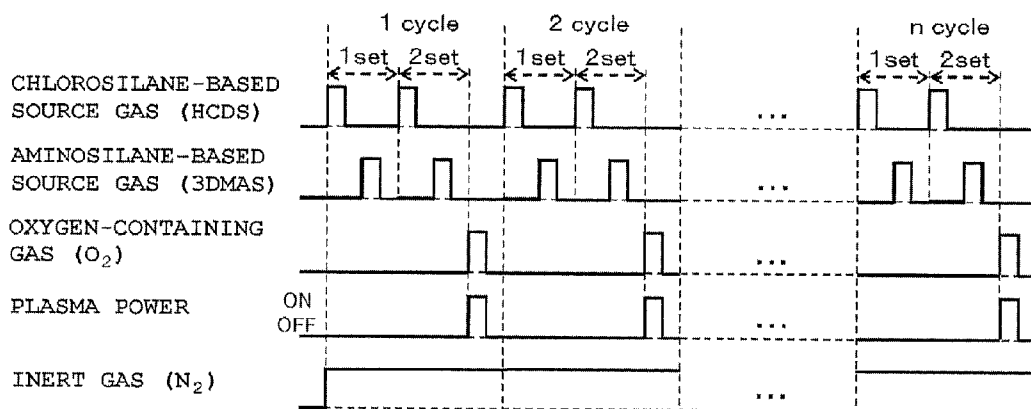 1 cycle 2 cycle n cycle
1set 2set 1set 2set 1set 2set
CHLOROSILANE-BASED
SOURCE GAS (HCDS)
...
AMINOSILANE-BASED
SOURCE GAS (3DMAS)
...
OXYGEN-CONTAINING
GAS (O₂)
...
PLASMA POWER ON
OFF
...
INERT GAS (N₂)
...